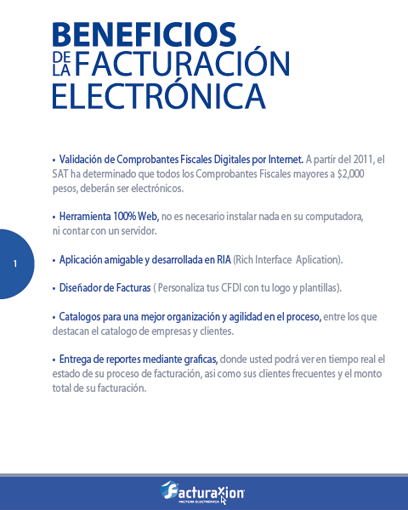 BENEFICIOS
DE LA FACTURACIÓN
ELECTRÓNICA
• Validación de Comprobantes Fiscales Digitales por Internet. A partir del 2011, el
SAT ha determinado que todos los Comprobantes Fiscales mayores a $2,000
pesos, deberán ser electrónicos.
• Herramienta 100% Web, no es necesario instalar nada en su computadora,
ni contar con un servidor.
1
• Aplicación amigable y desarrollada en RIA (Rich Interface Aplication).
• Diseñador de Facturas ( Personaliza tus CFDI con tu logo y plantillas).
• Catalogos para una mejor organización y agilidad en el proceso, entre los que
destacan el catalogo de empresas y clientes.
• Entrega de reportes mediante graficas, donde usted podrá ver en tiempo real el
estado de su proceso de facturación, asi como sus clientes frecuentes y el monto
total de su facturación.
Facturaxion
FACTURA ELECTRÓNICA